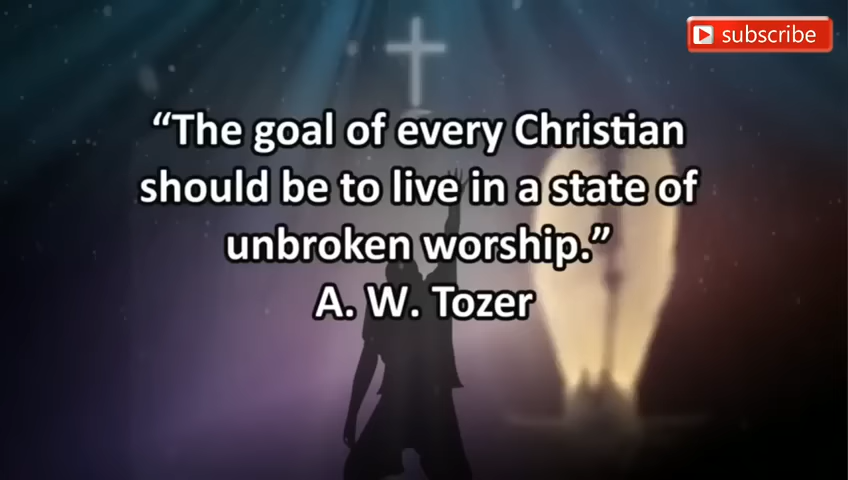 subscribe
“The goal of every Christian
should be to live in a state of
unbroken worship.”
A. W. Tozer